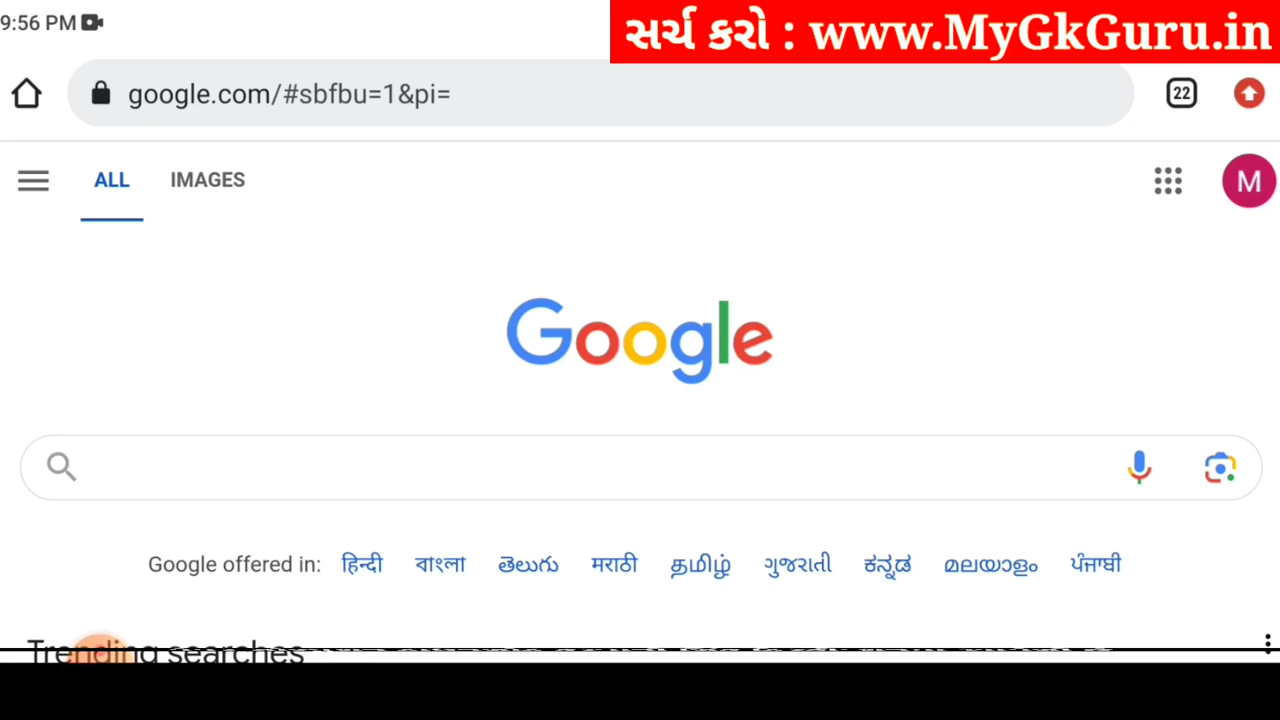 9:56 PM
સર્ચ કરો : www.MyGkGuru.in
google.com/#sbfbu=1&pi=
22
ALL IMAGES
M
Google
Google offered in: हिन्दी বাংলা తెలుగు मराठी தமிழ் ગુજરાતી ಕನ್ನಡ മലയാളം ਪੰਜਾਬੀ
Trending searches